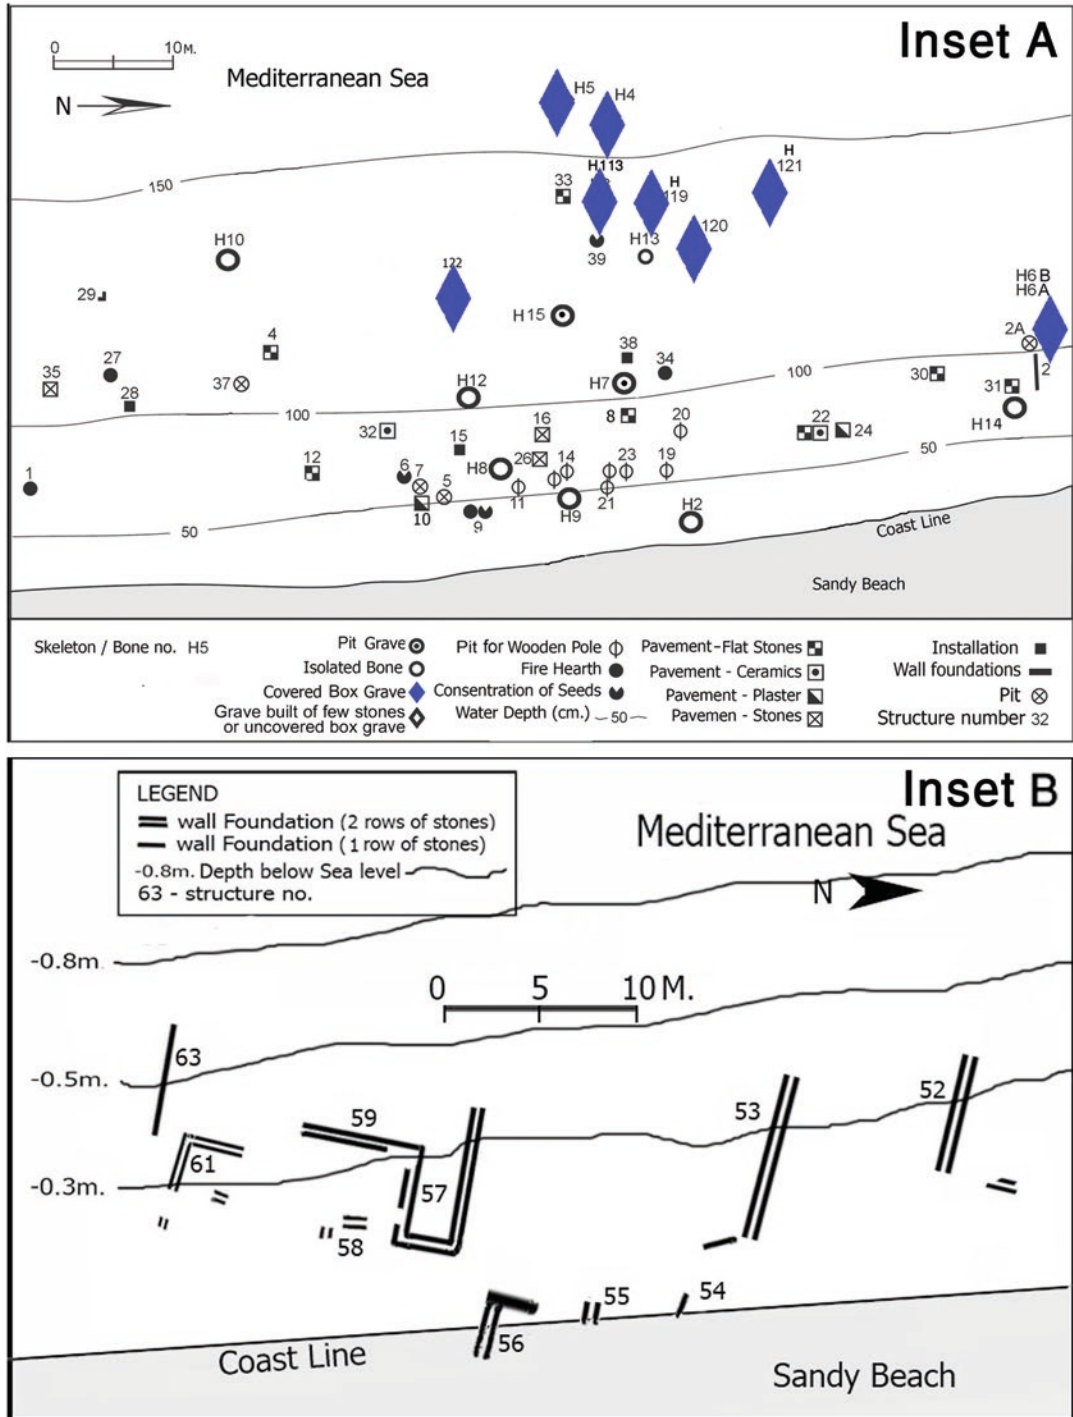 Inset A
0 10M.
Mediterranean Sea
N
H5
H4
H113
H
121
33
H
119
150
120
H10
H13
39
122
29
H6B
H6A
H15
2A
4
38
34
27
35
37
H12
H7
100
30
2
28
31
100
16
8
20
22
24
H14
32
15
12
6
7
5
H8
26
14
23
19
50
1
11
H9
21
H2
10
9
50
Coast Line
Sandy Beach
Skeleton / Bone no. H5
Pit Grave
Isolated Bone
Covered Box Grave
Grave built of few stones
or uncovered box grave
Pit for Wooden Pole
Fire Hearth
Consentration of Seeds
Water Depth (cm.) 50
Pavement-Flat Stones
Pavement - Ceramics
Pavement - Plaster
Pavemen - Stones
Installation
Wall foundations
Pit
Structure number 32
Inset B
LEGEND
wall Foundation (2 rows of stones)
wall Foundation (1 row of stones)
-0.8m. Depth below Sea level
63 - structure no.
Mediterranean Sea
N
-0.8m.
0 5 10 M.
63
-0.5m.
59
53
52
61
-0.3m.
57
58
55
54
56
Coast Line
Sandy Beach